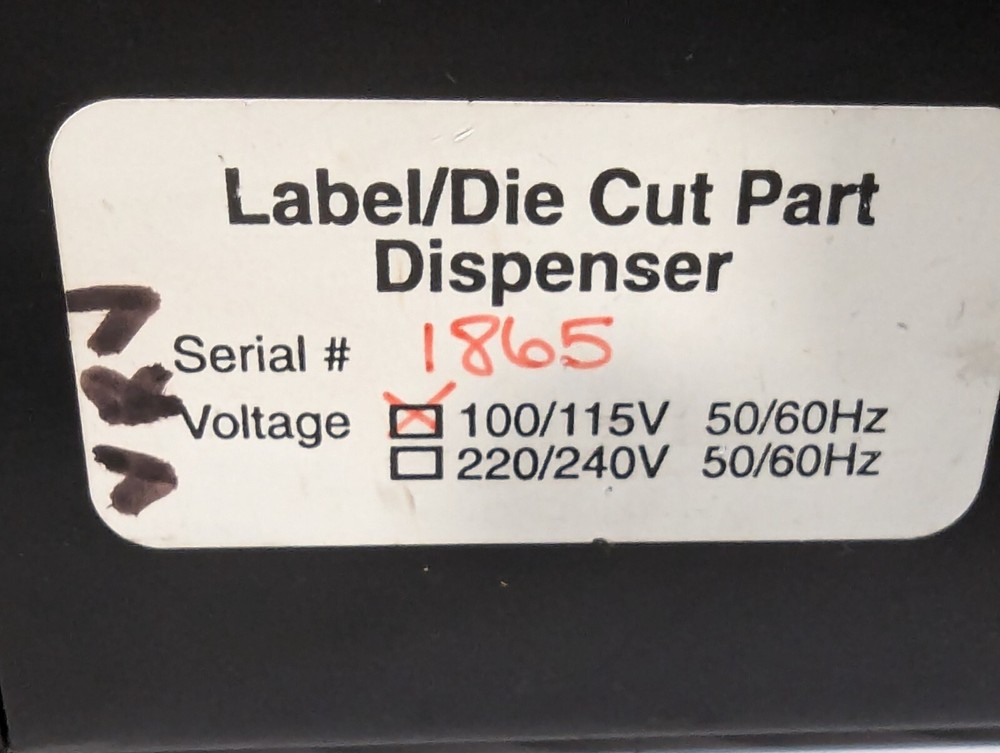 Label/Die Cut Part
Dispenser
Serial # 1865
Voltage 100/115V 50/60Hz
220/240V 50/60Hz